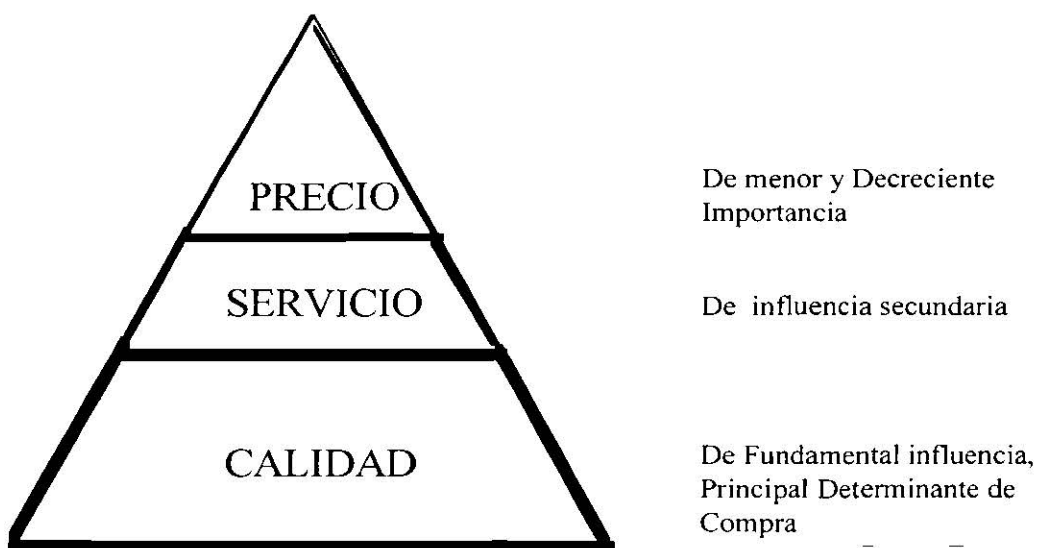 PRECIO
De menor y Decreciente
Importancia
SERVICIO
De influencia secundaria
CALIDAD
De Fundamental influencia,
Principal Determinante de
Compra